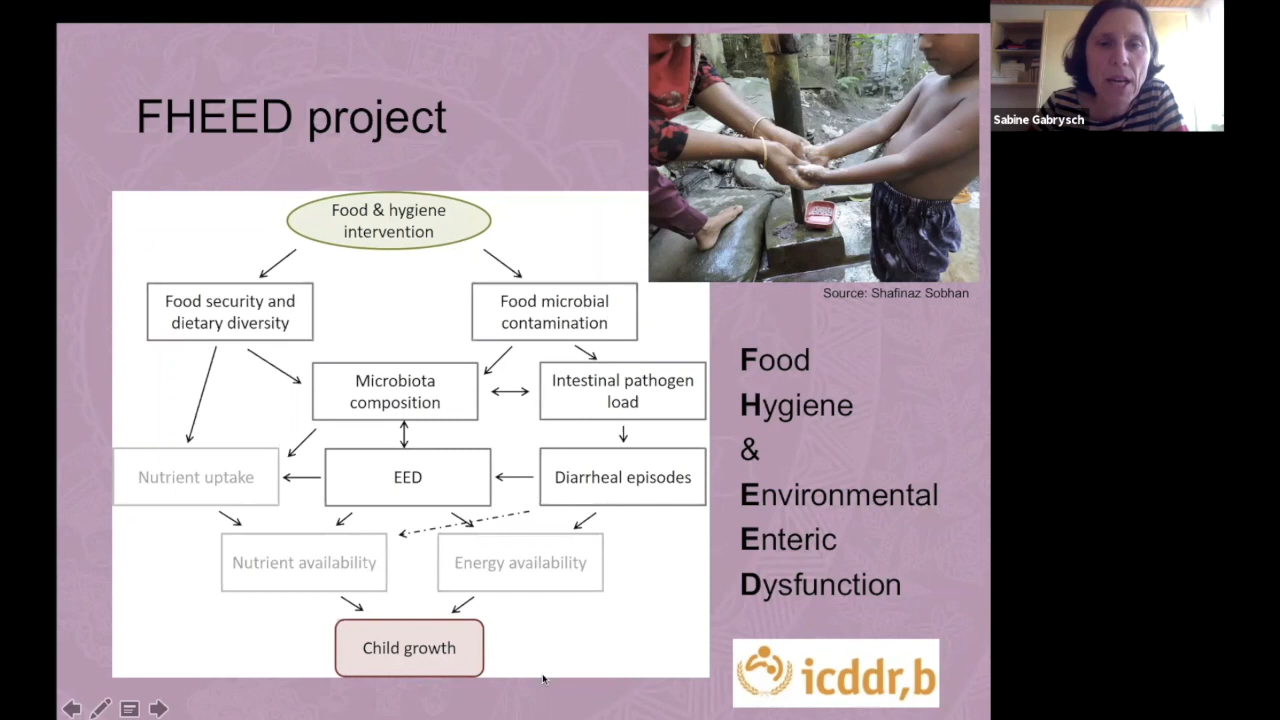 FHEED project
Sabine Gabrysch
Food & hygiene
intervention
Food security and
dietary diversity
Food microbial
contamination
Microbiota
composition
Intestinal pathogen
load
Nutrient uptake
EED
Diarrheal episodes
Nutrient availability
Energy availability
Child growth
Source: Shafinaz Sobhan
Food
Hygiene
&
Environmental
Enteric
Dysfunction
icddr,b